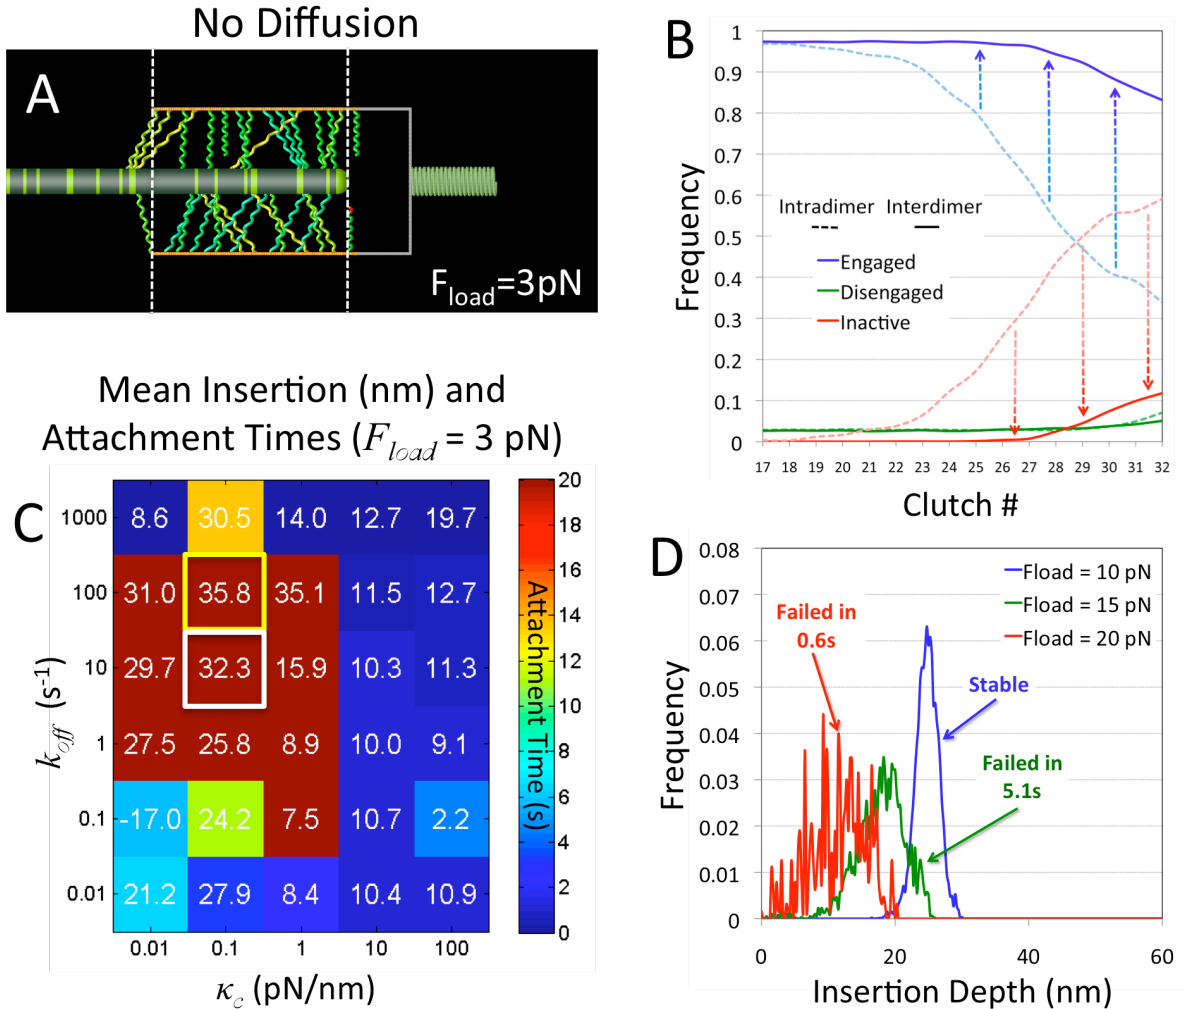 No Diffusion
A
F_load=3pN
B
Frequency
1
0.9
0.8
0.7
0.6
0.5
0.4
0.3
0.2
0.1
0
Intradimer Interdimer
Engaged
Disengaged
Inactive
17 18 19 20 21 22 23 24 25 26 27 28 29 30 31 32
Clutch #
Mean Insertion (nm) and
Attachment Times (F_load = 3 pN)
C
k_off (s⁻¹)
1000 8.6 30.5 14.0 12.7 19.7
100 31.0 35.8 35.1 11.5 12.7
10 29.7 32.3 15.9 10.3 11.3
1 27.5 25.8 8.9 10.0 9.1
0.1 -17.0 24.2 7.5 10.7 2.2
0.01 21.2 27.9 8.4 10.4 10.9
0.01 0.1 1 10 100
κ_c (pN/nm)
20
18
16
14
12
10
8
6
4
2
0
Attachment Time (s)
D
Frequency
0.08
0.07
0.06
0.05
0.04
0.03
0.02
0.01
0
Fload = 10 pN
Fload = 15 pN
Fload = 20 pN
Failed in
0.6s
Stable
Failed in
5.1s
0 20 40 60
Insertion Depth (nm)